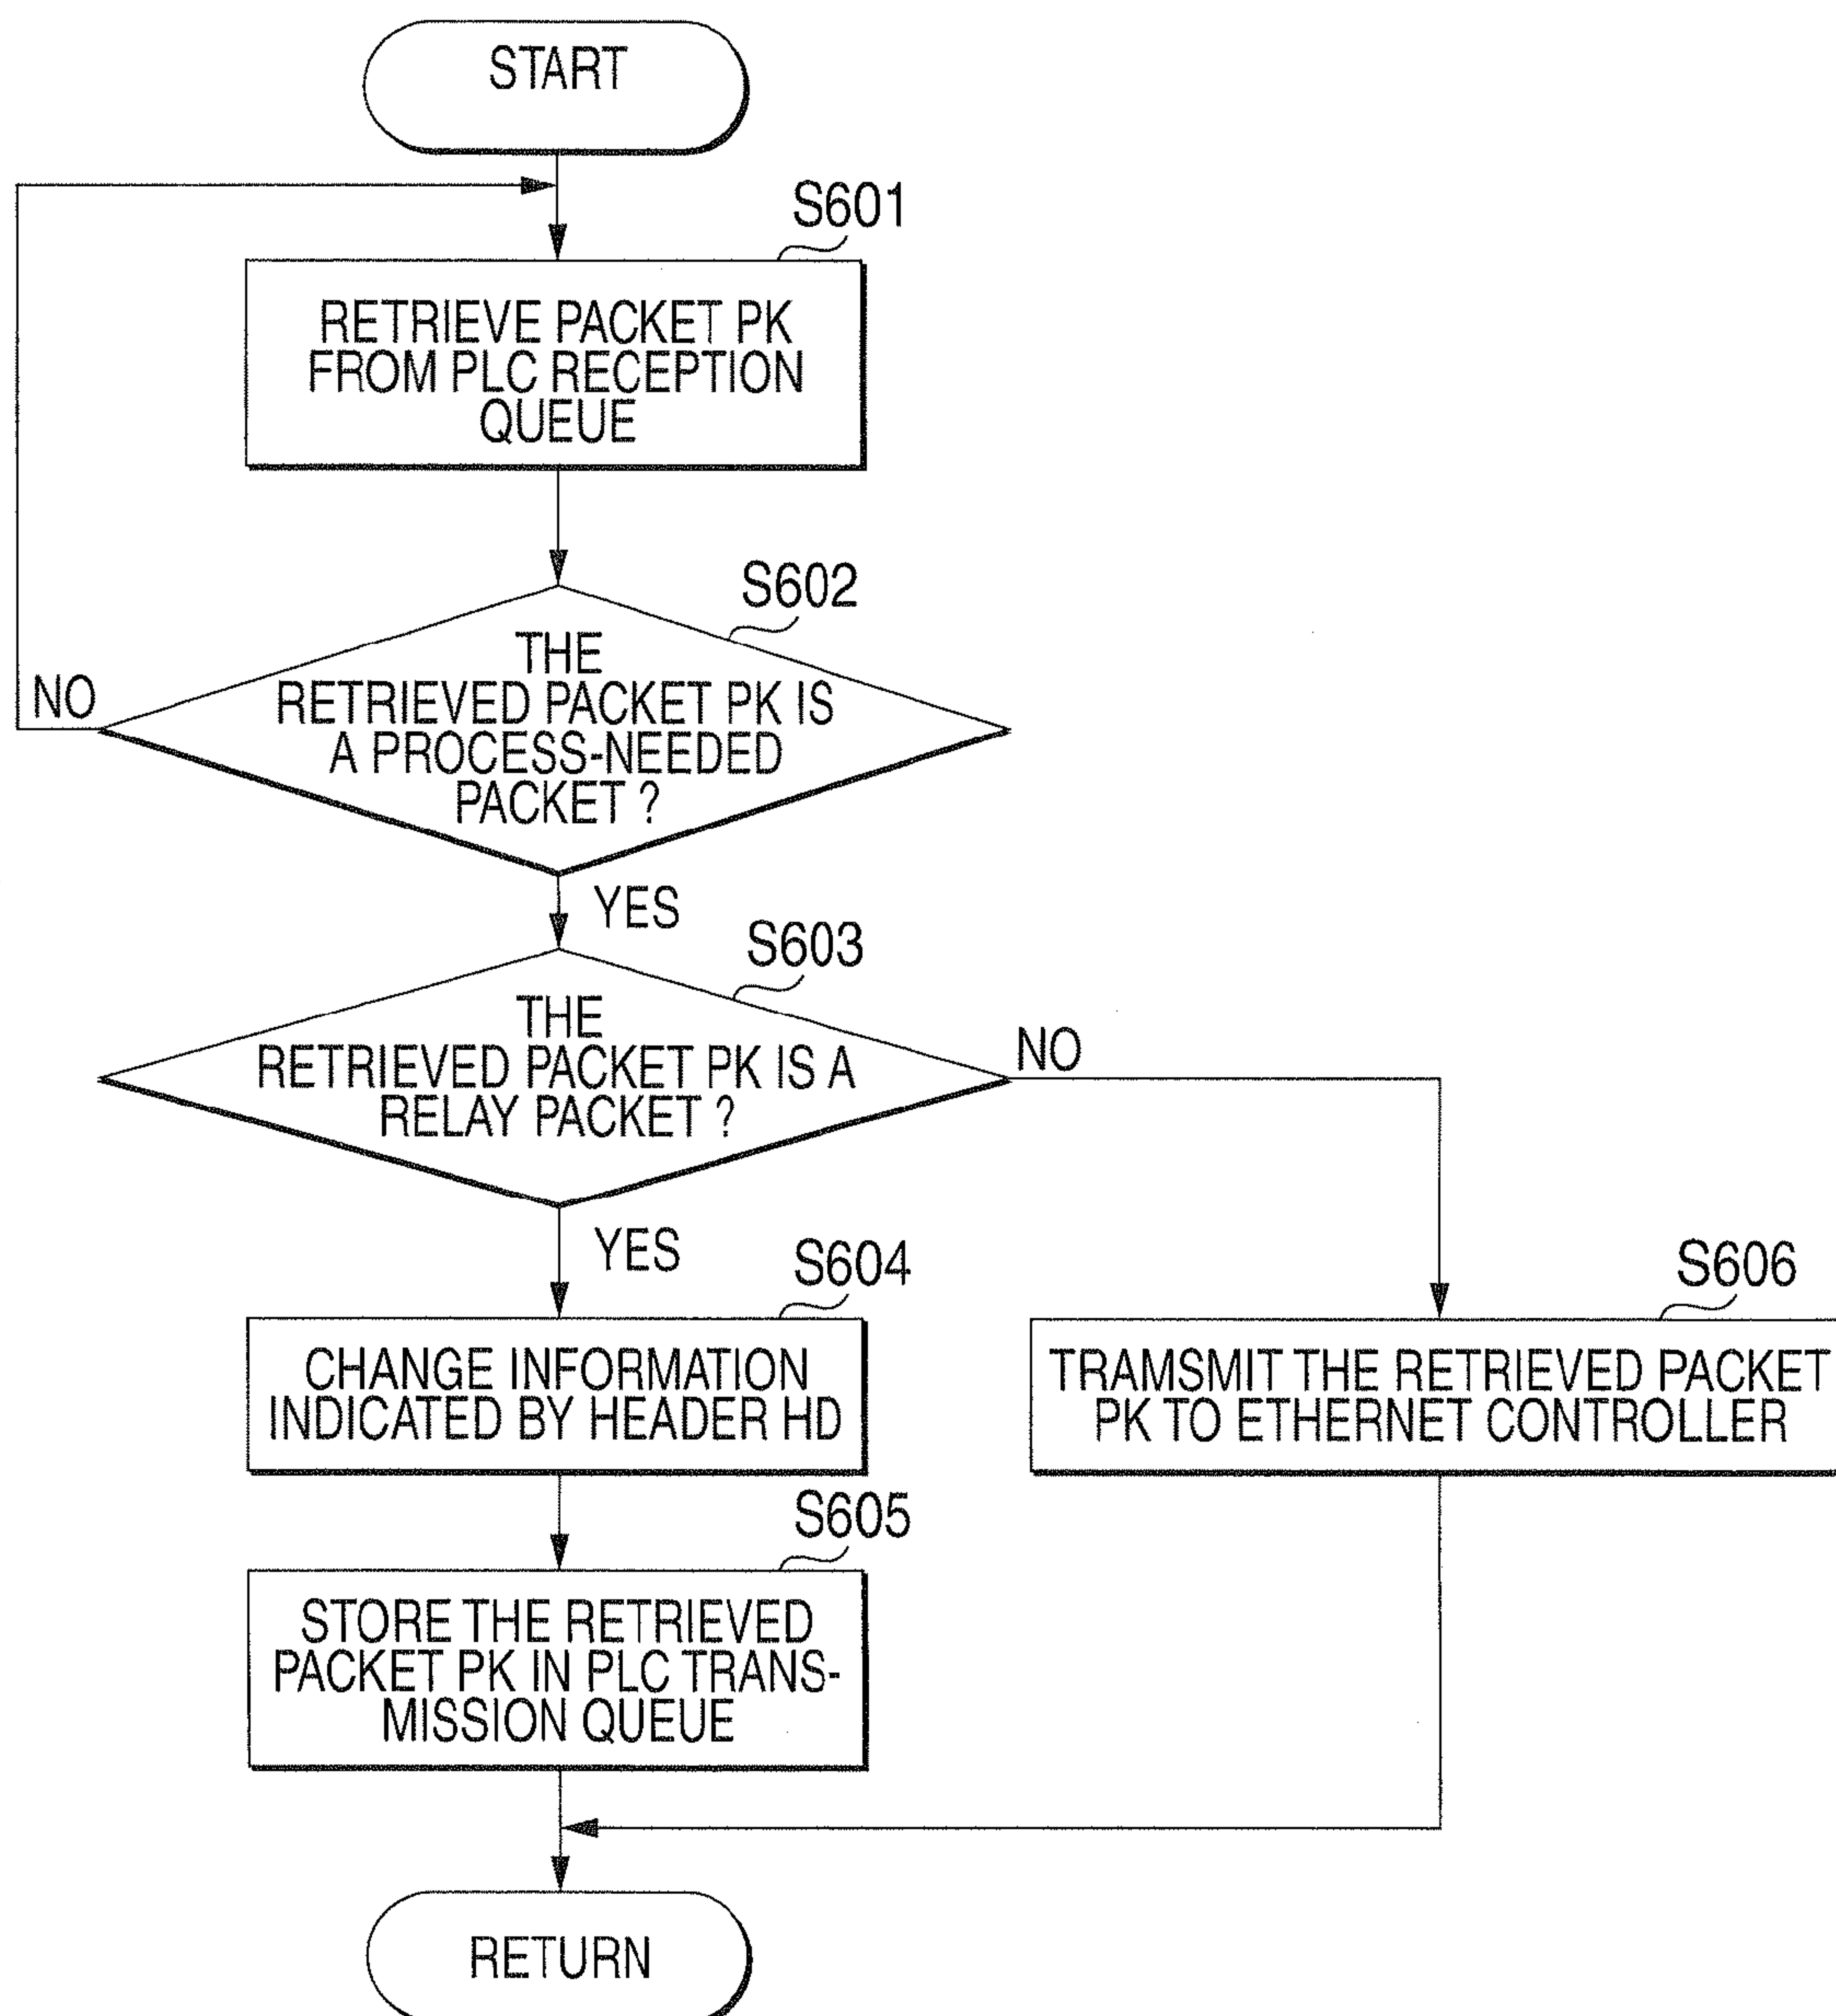 START
S601
RETRIEVE PACKET PK
FROM PLC RECEPTION
QUEUE
S602
THE
RETRIEVED PACKET PK IS
A PROCESS-NEEDED
PACKET ?
NO
YES
S603
THE
RETRIEVED PACKET PK IS A
RELAY PACKET ?
NO
YES
S604
CHANGE INFORMATION
INDICATED BY HEADER HD
S606
TRAMSMIT THE RETRIEVED PACKET
PK TO ETHERNET CONTROLLER
S605
STORE THE RETRIEVED
PACKET PK IN PLC TRANS-
MISSION QUEUE
RETURN